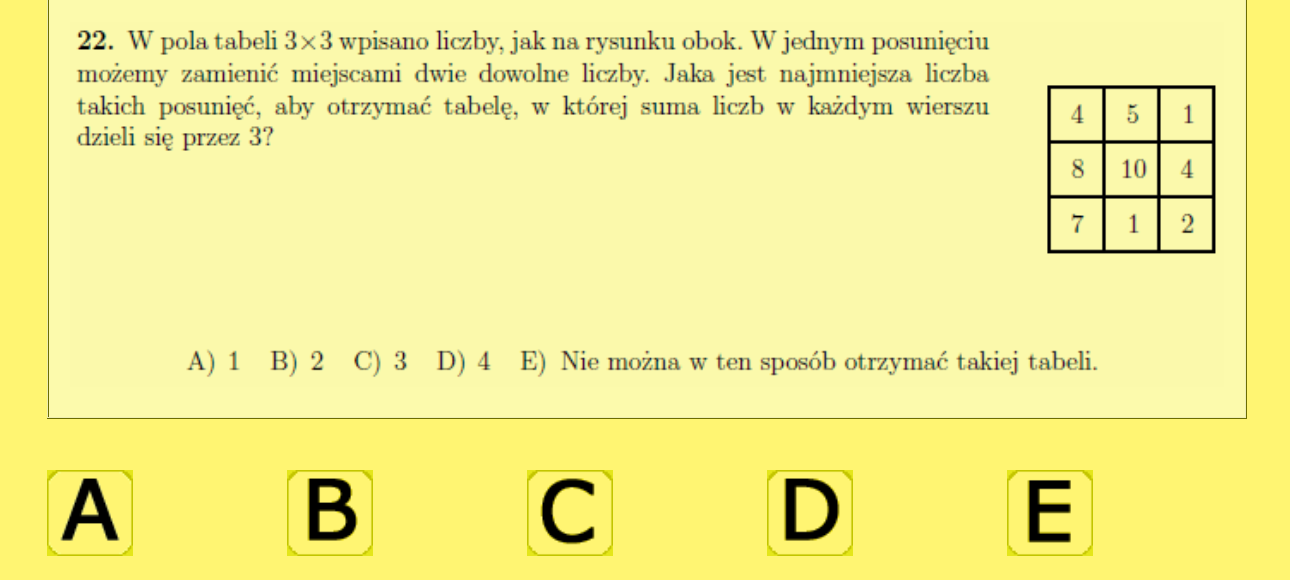 22. W pola tabeli 3×3 wpisano liczby, jak na rysunku obok. W jednym posunięciu
możemy zamienić miejscami dwie dowolne liczby. Jaka jest najmniejsza liczba
takich posunięć, aby otrzymać tabelę, w której suma liczb w każdym wierszu
dzieli się przez 3?
4 5 1
8 10 4
7 1 2
A) 1 B) 2 C) 3 D) 4 E) Nie można w ten sposób otrzymać takiej tabeli.
A B C D E